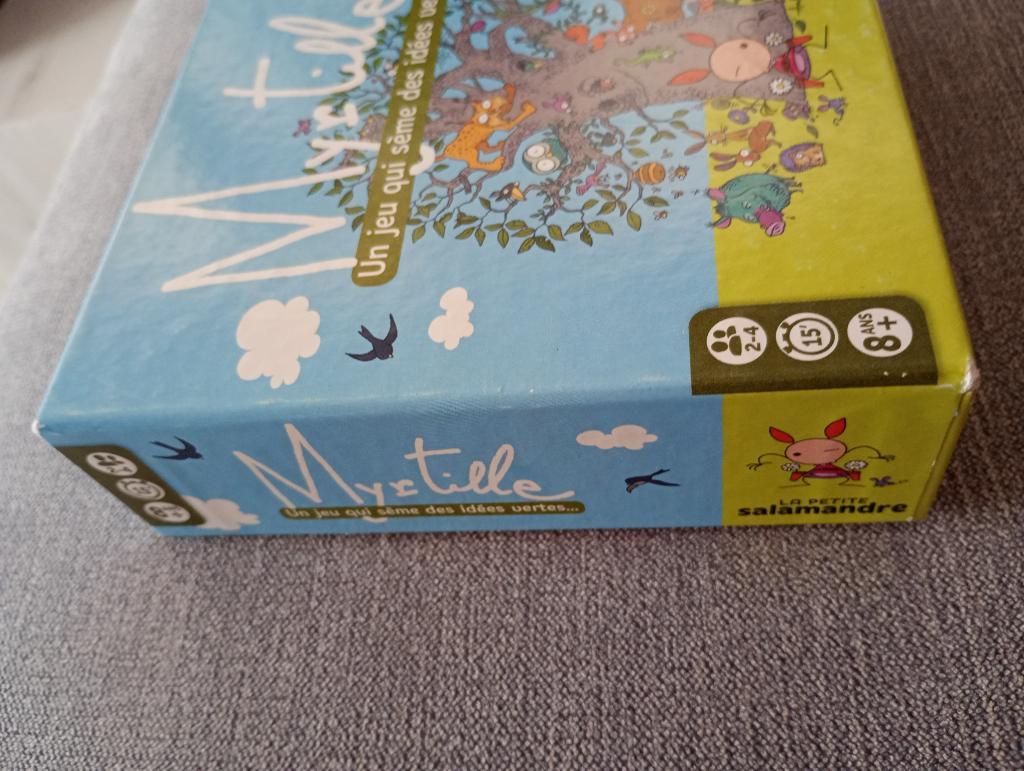 Myrtille
Un jeu qui sème des idées ve
2-4
15'
8+
ANS
Myrtille
Un jeu qui sème des idées vertes...
LA PETITE
salamandre